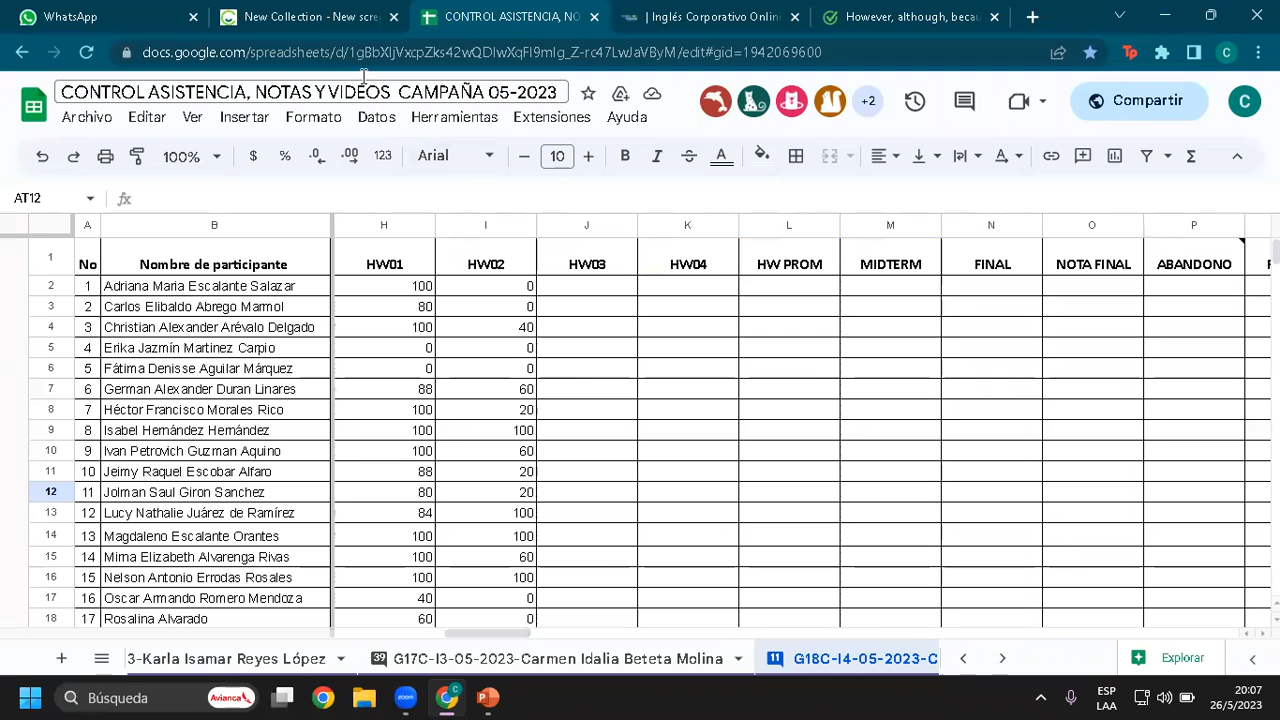 WhatsApp
New Collection - New scre
CONTROL ASISTENCIA, NO
| Inglés Corporativo Online
However, although, becau
docs.google.com/spreadsheets/d/1gBbXIjVxcpZks42wQDIwXqFI9mIg_Z-rc47LwJaVByM/edit#gid=1942069600
Tp
C
CONTROL ASISTENCIA, NOTAS Y VIDEOS CAMPAÑA 05-2023
+2
Compartir
C
Archivo Editar Ver Insertar Formato Datos Herramientas Extensiones Ayuda
100% $ % .0 .00 123 Arial 10 B I S A
AT12 fx
A B H I J K L M N O P
1 No Nombre de participante HW01 HW02 HW03 HW04 HW PROM MIDTERM FINAL NOTA FINAL ABANDONO
2 1 Adriana Maria Escalante Salazar 100 0
3 2 Carlos Elibaldo Abrego Marmol 80 0
4 3 Christian Alexander Arévalo Delgado 100 40
5 4 Erika Jazmín Martinez Carpio 0 0
6 5 Fátima Denisse Aguilar Márquez 0 0
7 6 German Alexander Duran Linares 88 60
8 7 Héctor Francisco Morales Rico 100 20
9 8 Isabel Hernández Hernández 100 100
10 9 Ivan Petrovich Guzman Aquino 100 60
11 10 Jeimy Raquel Escobar Alfaro 88 20
12 11 Jolman Saul Giron Sanchez 80 20
13 12 Lucy Nathalie Juárez de Ramírez 84 100
14 13 Magdaleno Escalante Orantes 100 100
15 14 Mirna Elizabeth Alvarenga Rivas 100 60
16 15 Nelson Antonio Errodas Rosales 100 100
17 16 Oscar Armando Romero Mendoza 40 0
18 17 Rosalina Alvarado 60 0
3-Karla Isamar Reyes López 39 G17C-I3-05-2023-Carmen Idalia Beteta Molina 11 G18C-I4-05-2023-C Explorar
Búsqueda Avianca
ESP
LAA
20:07
26/5/2023